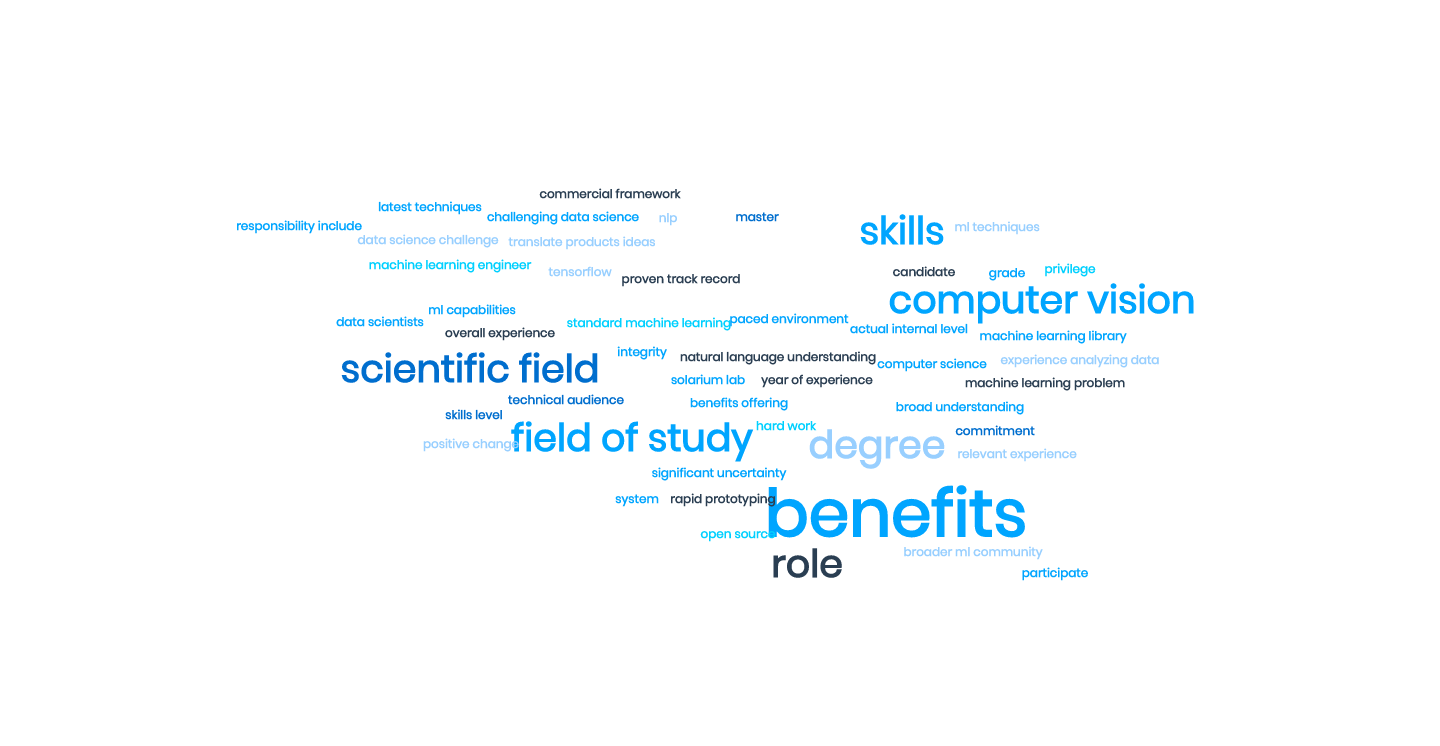 commercial framework
latest techniques
challenging data science
nlp
master
responsibility include
skills
ml techniques
data science challenge
translate products ideas
machine learning engineer
tensorflow
proven track record
candidate
grade
privilege
computer vision
ml capabilities
data scientists
standard machine learning
paced environment
overall experience
actual internal level
machine learning library
integrity
natural language understanding
computer science
experience analyzing data
scientific field
solarium lab
year of experience
machine learning problem
technical audience
benefits offering
broad understanding
skills level
hard work
commitment
positive change
field of study
degree
relevant experience
significant uncertainty
system
rapid prototyping
benefits
open source
broader ml community
role
participate